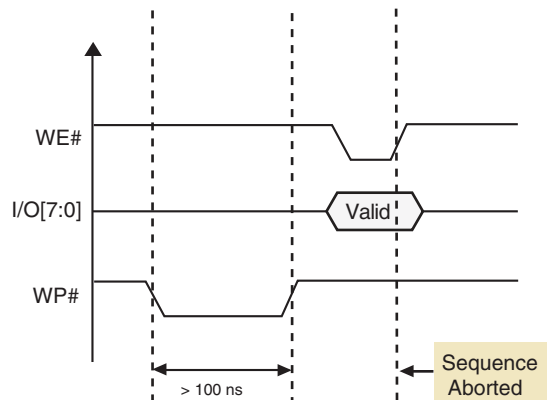 WE#
I/O[7:0]
Valid
WP#
> 100 ns
Sequence
Aborted